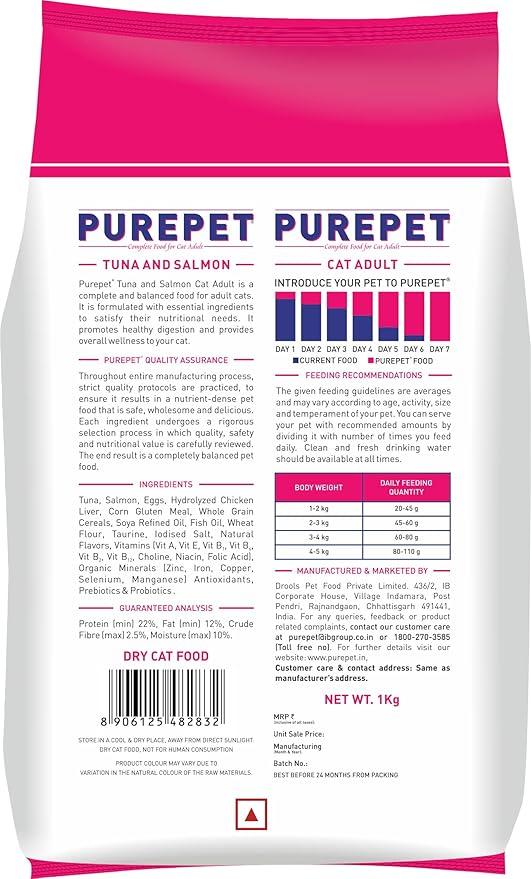 PUREPET
Complete Food for Cat Adult
TUNA AND SALMON
Purepet® Tuna and Salmon Cat Adult is a
complete and balanced food for adult cats.
It is formulated with essential ingredients
to satisfy their nutritional needs. It
promotes healthy digestion and provides
overall wellness to your cat.
PUREPET® QUALITY ASSURANCE
Throughout entire manufacturing process,
strict quality protocols are practiced, to
ensure it results in a nutrient-dense pet
food that is safe, wholesome and delicious.
Each ingredient undergoes a rigorous
selection process in which quality, safety
and nutritional value is carefully reviewed.
The end result is a completely balanced pet
food.
INGREDIENTS
Tuna, Salmon, Eggs, Hydrolyzed Chicken
Liver, Corn Gluten Meal, Whole Grain
Cereals, Soya Refined Oil, Fish Oil, Wheat
Flour, Taurine, Iodised Salt, Natural
Flavors, Vitamins (Vit A, Vit E, Vit
Vit Choline, Niacin, Folic Acid),
Organic Minerals (Zinc, Iron, Copper,
Selenium, Manganese) Antioxidants,
Prebiotics & Probiotics .
GUARANTEED ANALYSIS
Protein (min) 22%, Fat (min) 12%, Crude
Fibre (max) 2.5%, Moisture (max) 10%.
DRY CAT FOOD
8 906125 482832
STORE IN A COOL & DRY PLACE, AWAY FROM DIRECT SUNLIGHT
DRY CAT FOOD, NOT FOR HUMAN CONSUMPTION
PRODUCT COLOUR MAY VARY DUE TO
VARIATION IN THE NATURAL COLOUR OF THE RAW MATERIALS.
PUREPET
Complete Food for Cat Adult
CAT ADULT
INTRODUCE YOUR PET TO PUREPET®
DAY 1 DAY 2 DAY 3 DAY 4 DAY 5 DAY 6 DAY 7
CURRENT FOOD PUREPET® FOOD
FEEDING RECOMMENDATIONS
The given feeding guidelines are averages
and may vary according to age, activity, size
and temperament of your pet. You can serve
your pet with recommended amounts by
dividing it with number of times you feed
daily. Clean and fresh drinking water
should be available at all times.
BODY WEIGHT DAILY FEEDING
QUANTITY
1-2 kg 20-45 g
2-3 kg 45-60 g
3-4 kg 60-80 g
4-5 kg 80-110 g
MANUFACTURED & MARKETED BY
Drools Pet Food Private Limited. 436/2, IB
Corporate House, Village Indamara, Post
Pendri, Rajnandgaon, Chhattisgarh 491441,
India. For any queries, feedback or product
related complaints, contact our customer care
at purepet@ibgroup.co.in or 1800-270-3585
(Toll free no). For further details visit our
website: www.purepet.in,
Customer care & contact address: Same as
manufacturer's address.
NET WT. 1Kg
MRP ₹
(Inclusive of all taxes):
Unit Sale Price:
Manufacturing
(Month & Year):
Batch No.:
BEST BEFORE 24 MONTHS FROM PACKING